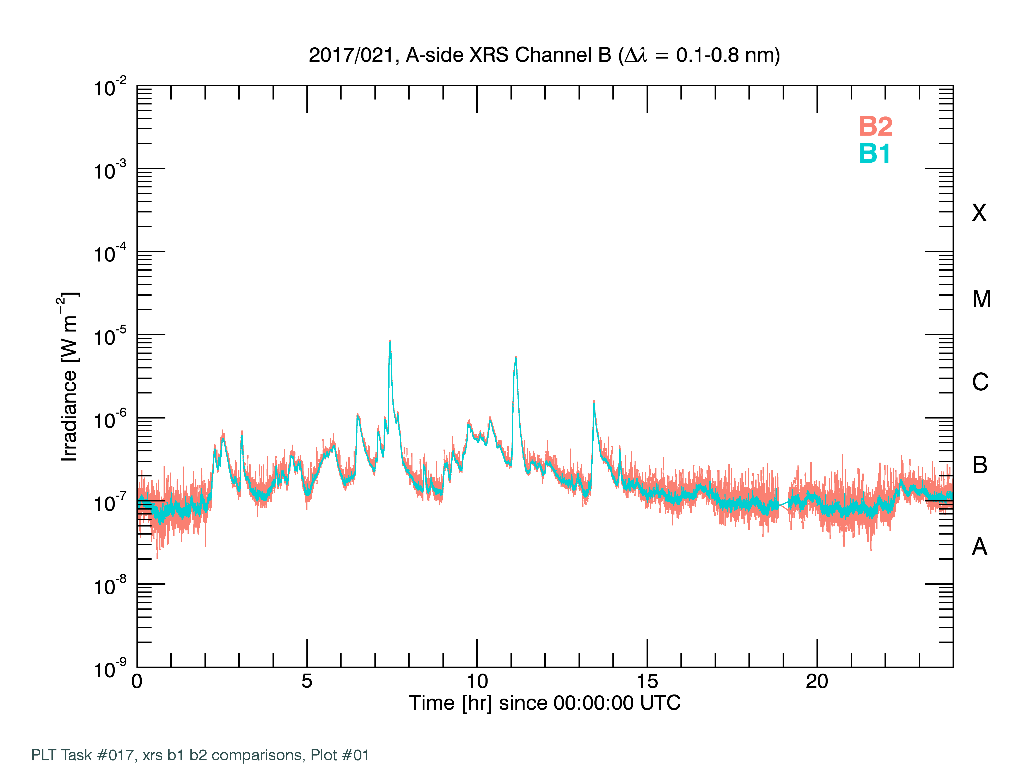 2017/021, A-side XRS Channel B (Δλ = 0.1-0.8 nm)
B2
B1
10⁻²
10⁻³
10⁻⁴
10⁻⁵
10⁻⁶
10⁻⁷
10⁻⁸
10⁻⁹
Irradiance [W m⁻²]
X
M
C
B
A
0 5 10 15 20
Time [hr] since 00:00:00 UTC
PLT Task #017, xrs b1 b2 comparisons, Plot #01